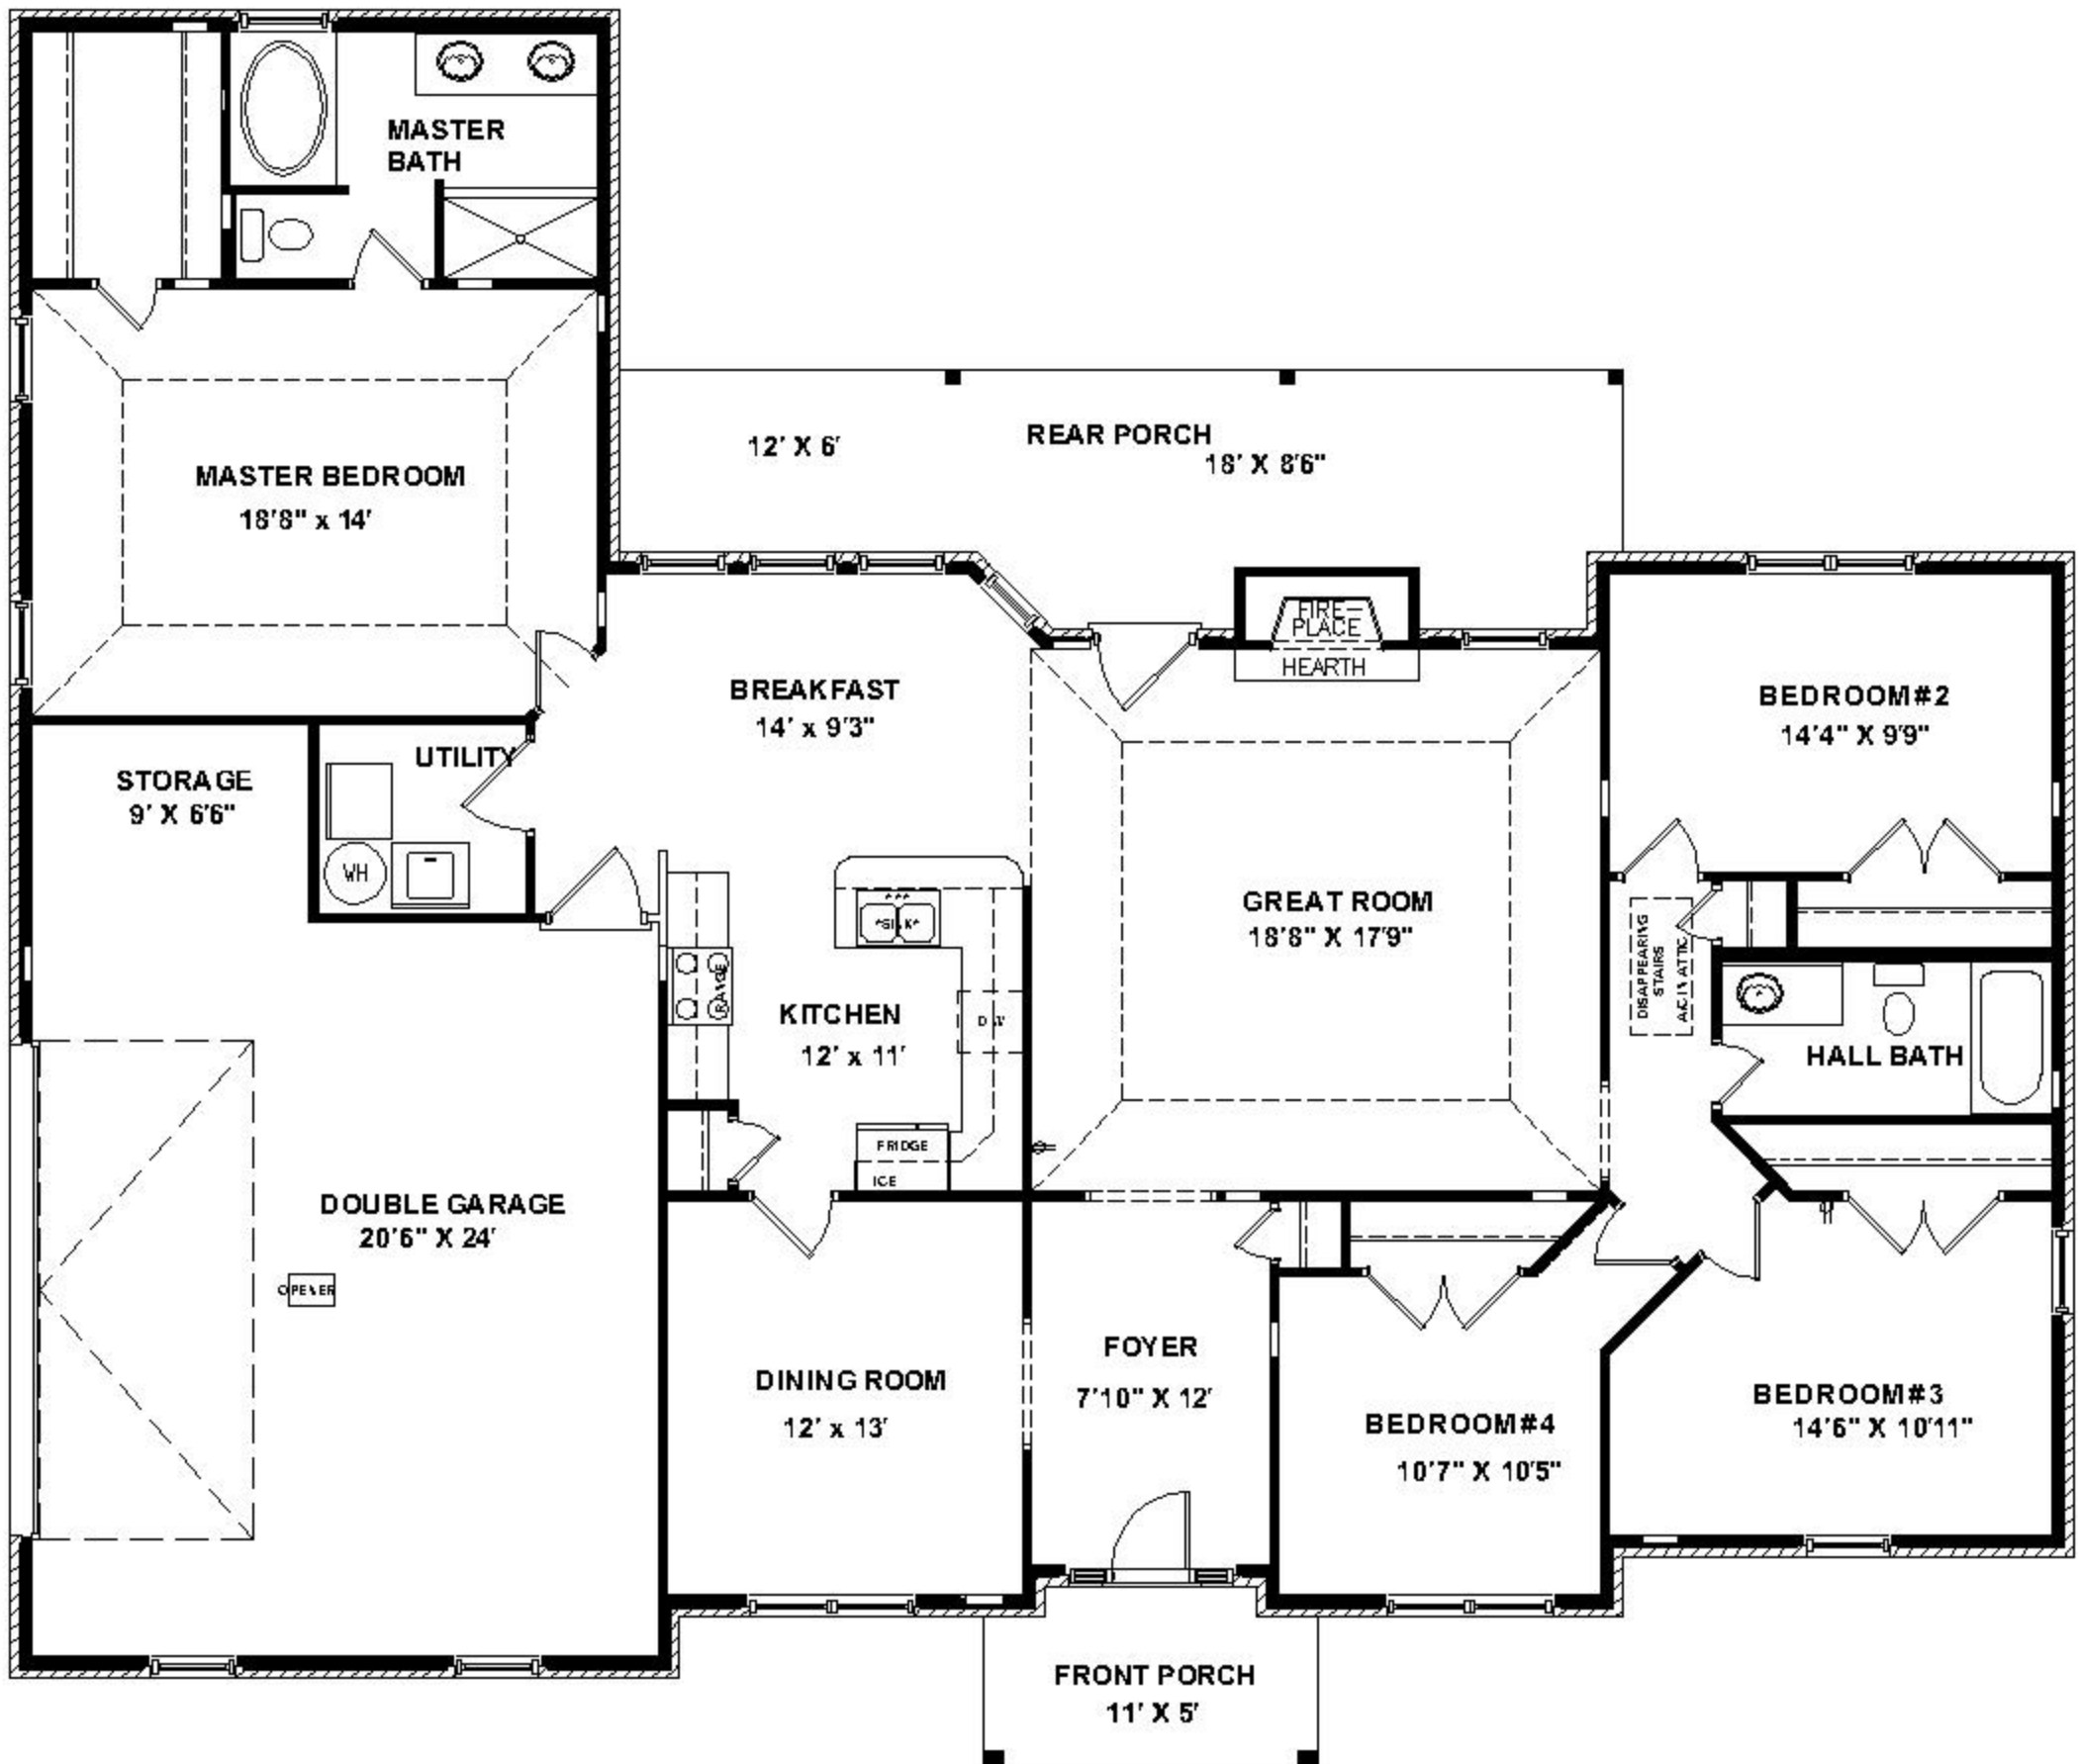 MASTER
BATH
12' X 6'
REAR PORCH
18' X 8'6"
MASTER BEDROOM
18'8" x 14'
FIRE-
PLACE
HEARTH
BREAKFAST
14' x 9'3"
BEDROOM#2
14'4" X 9'9"
UTILITY
STORAGE
9' X 6'6"
WH
*SINK*
GREAT ROOM
18'8" X 17'9"
DISAPPEARING
STAIRS
A/C IN ATTIC
RANGE
KITCHEN
12' x 11'
D.W
HALL BATH
FRIDGE
ICE
DOUBLE GARAGE
20'6" X 24'
OPENER
FOYER
7'10" X 12'
DINING ROOM
12' x 13'
BEDROOM#4
10'7" X 10'5"
BEDROOM#3
14'6" X 10'11"
FRONT PORCH
11' X 5'